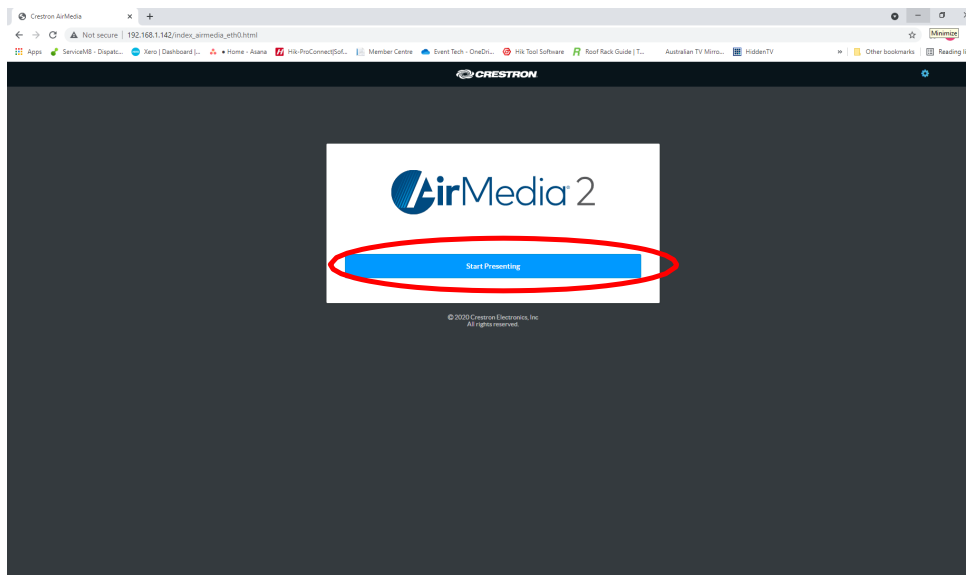 Crestron AirMedia
Not secure | 192.168.1.142/index_airmedia_eth0.html
Minimize
Apps ServiceM8 - Dispatc... Xero | Dashboard |... • Home - Asana Hik-ProConnect|Sof... Member Centre Event Tech - OneDri... Hik Tool Software Roof Rack Guide | T... Australian TV Mirro... HiddenTV » Other bookmarks Reading li
CRESTRON
AirMedia® 2
Start Presenting
© 2020 Crestron Electronics, Inc
All rights reserved.